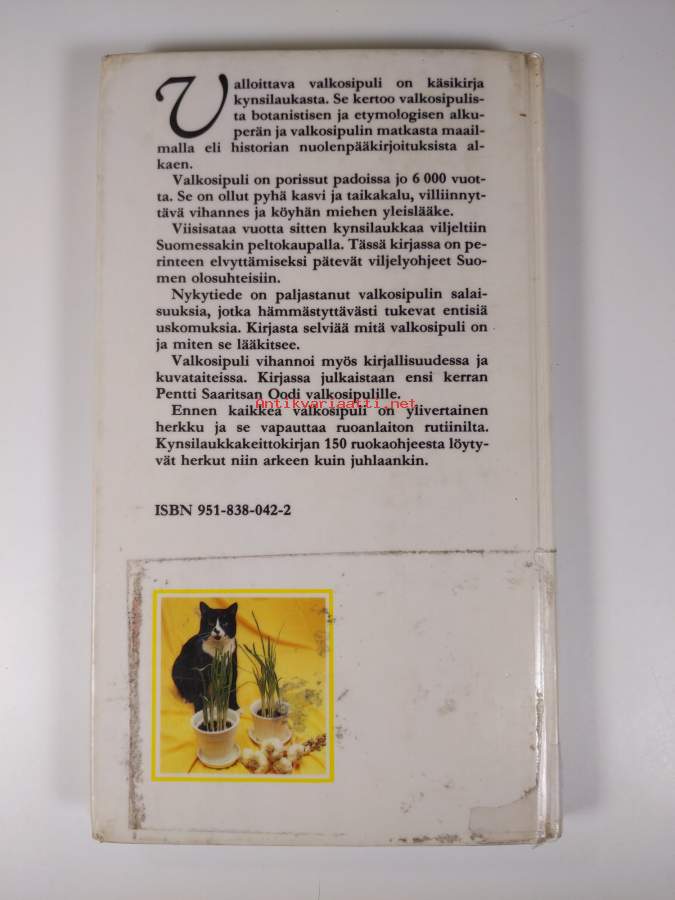 Valloittava valkosipuli on käsikirja
kynsilaukasta. Se kertoo valkosipulis-
ta botanistisen ja etymologisen alku-
perän ja valkosipulin matkasta maail-
malla eli historian nuolenpääkirjoituksista al-
kaen.
Valkosipuli on porissut padoissa jo 6 000 vuot-
ta. Se on ollut pyhä kasvi ja taikakalu, villiinnyt-
tävä vihannes ja köyhän miehen yleislääke.
Viisisataa vuotta sitten kynsilaukkaa viljeltiin
Suomessakin peltokaupalla. Tässä kirjassa on pe-
rinteen elvyttämiseksi pätevät viljelyohjeet Suo-
men olosuhteisiin.
Nykytiede on paljastanut valkosipulin salai-
suuksia, jotka hämmästyttävästi tukevat entisiä
uskomuksia. Kirjasta selviää mitä valkosipuli on
ja miten se lääkitsee.
Valkosipuli vihannoi myös kirjallisuudessa ja
kuvataiteissa. Kirjassa julkaistaan ensi kerran
Pentti Saaritsan Oodi valkosipulille.
Antikvariaatti.net
Ennen kaikkea valkosipuli on ylivertainen
herkku ja se vapauttaa ruoanlaiton rutiinilta.
Kynsilaukkakeittokirjan 150 ruokaohjeesta löyty-
vät herkut niin arkeen kuin juhlaankin.
ISBN 951-838-042-2